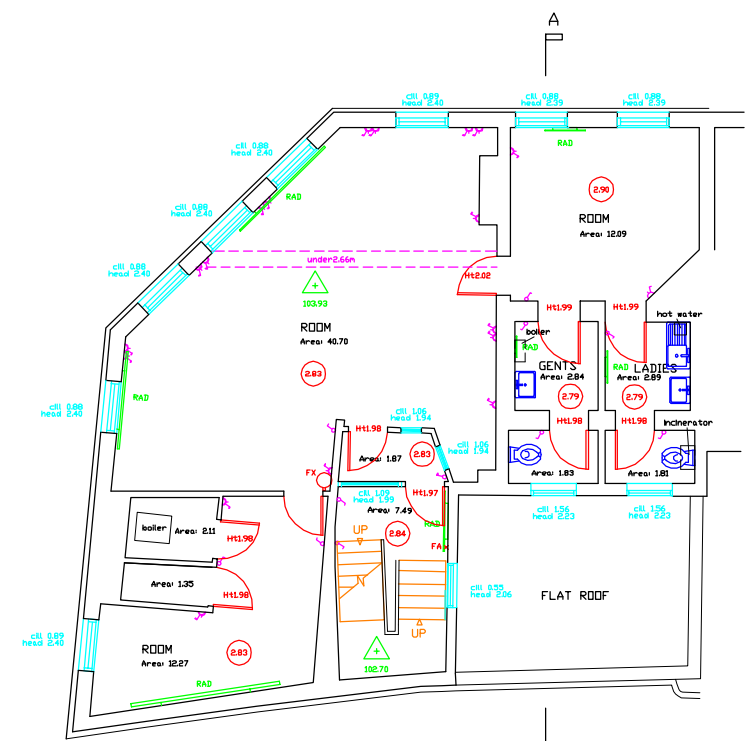 A
cill 0.89
head 2.40
cill 0.88
head 2.39
cill 0.88
head 2.39
cill 0.88
head 2.40
RAD
RAD
2.90
cill 0.88
head 2.40
ROOM
Area: 12.09
under2.66m
cill 0.88
head 2.40
Ht2.02
103.93
Ht1.99
Ht1.99
hot water
ROOM
Area: 40.70
boiler
RAD
2.83
GENTS
Area: 2.84
RAD
LADIES
Area: 2.89
RAD
2.79
2.79
cill 0.88
head 2.40
cill 1.06
head 1.94
Ht1.98
Ht1.98
Ht1.98
incinerator
cill 1.06
head 1.94
Area: 1.87
2.83
FX
Area: 1.83
Area: 1.81
cill 1.09
head 1.99
Ht1.97
Area: 7.49
cill 1.56
head 2.23
cill 1.56
head 2.23
RAD
boiler
Area: 2.11
UP
2.84
Ht1.98
FAx
Area: 1.35
N
Ht1.98
cill 0.55
head 2.06
FLAT ROOF
cill 0.89
head 2.40
UP
ROOM
Area: 12.27
2.83
102.70
RAD